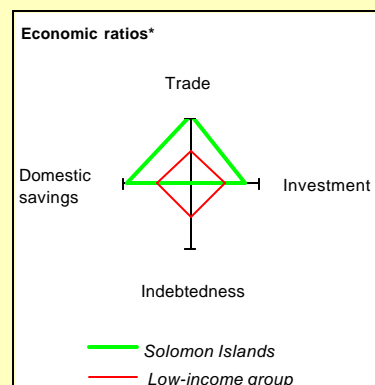 Economic ratios*
Trade
Domestic
savings
Investment
Indebtedness
Solomon Islands
Low-income group